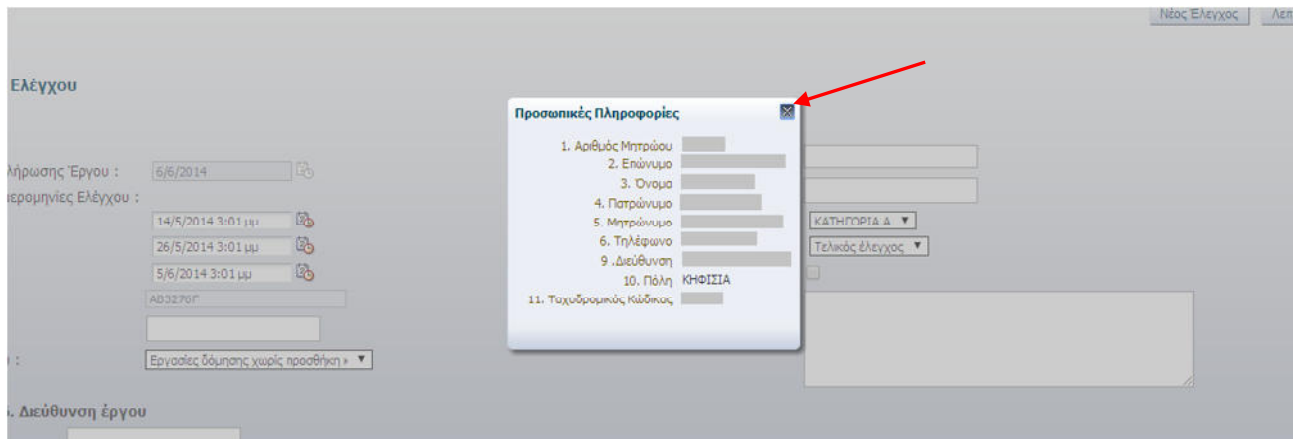 Νέος Έλεγχος
Ελέγχου
Προσωπικές Πληροφορίες
1. Αριθμός Μητρώου
2. Επώνυμο
3. Όνομα
4. Πατρώνυμο
5. Μητρώνυμο
6. Τηλέφωνο
9 .Διεύθυνση
10. Πόλη ΚΗΦΙΣΙΑ
11. Ταχυδρομικός Κώδικας
λήρωσης Έργου : 6/6/2014
ερομηνίες Ελέγχου :
14/5/2014 3:01 μμ
26/5/2014 3:01 μμ
5/6/2014 3:01 μμ
Εργασίες δόμησης χωρίς προσθήκη »
:
. Διεύθυνση έργου
ΚΑΤΗΓΟΡΙΑ Α
Τελικός έλεγχος